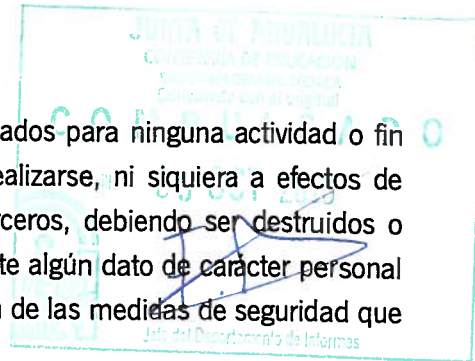 JUNTA DE ANDALUCIA
CONSEJERÍA DE EDUCACIÓN
Concuerda con el original
COMPULSADO
ados para ninguna actividad o fin
ealizarse, ni siquiera a efectos de
rceros, debiendo ser destruidos o
te algún dato de carácter personal
n de las medidas de seguridad que
Jefe del Departamento de Informes